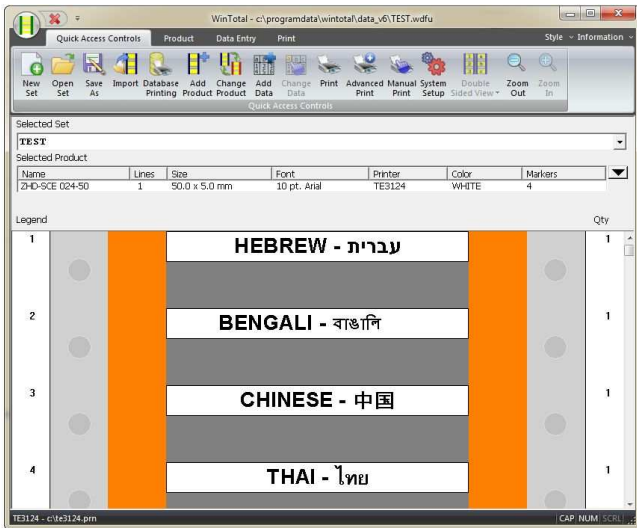 WinTotal - c:\programdata\wintotal\data_v6\TEST.wdfu
Quick Access Controls Product Data Entry Print Style Information
New Set Open Set Save As Import Database Printing Add Product Change Product Add Data Change Data Print Advanced Print Manual Print System Setup Double Sided View Zoom Out Zoom In
Quick Access Controls
Selected Set
TEST
Selected Product
Name Lines Size Font Printer Color Markers
ZHD-SCE 024-50 1 50.0 x 5.0 mm 10 pt. Arial TE3124 WHITE 4
Legend Qty
1 HEBREW - עברית 1
2 BENGALI - বাঙালি 1
3 CHINESE - 中国 1
4 THAI - ไทย 1
TE3124 - c:\te3124.prn CAP NUM SCRL